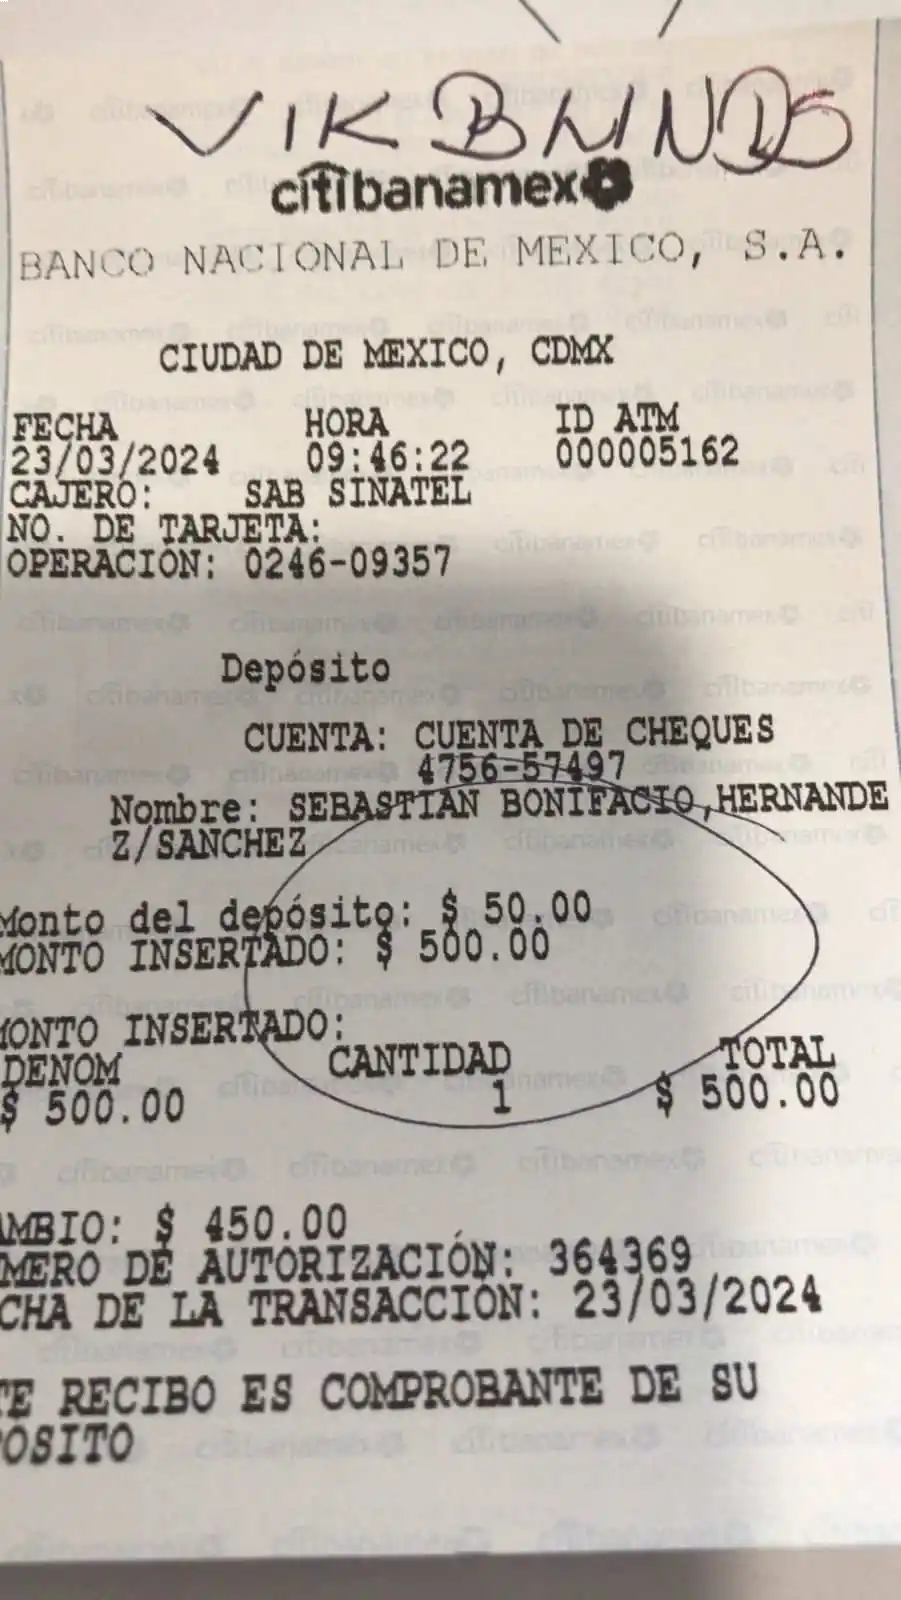 VIKBLINDS
citibanamex
BANCO NACIONAL DE MEXICO, S.A.
CIUDAD DE MEXICO, CDMX
FECHA HORA ID ATM
23/03/2024 09:46:22 000005162
CAJERO: SAB SINATEL
NO. DE TARJETA:
OPERACION: 0246-09357
Depósito
CUENTA: CUENTA DE CHEQUES
4756-57497
Nombre: SEBASTIAN BONIFACIO,HERNANDE
Z/SANCHEZ
Monto del depósito: $ 50.00
MONTO INSERTADO: $ 500.00
MONTO INSERTADO:
DENOM CANTIDAD TOTAL
$ 500.00 1 $ 500.00
AMBIO: $ 450.00
MERO DE AUTORIZACIÓN: 364369
CHA DE LA TRANSACCIÓN: 23/03/2024
TE RECIBO ES COMPROBANTE DE SU
PÓSITO